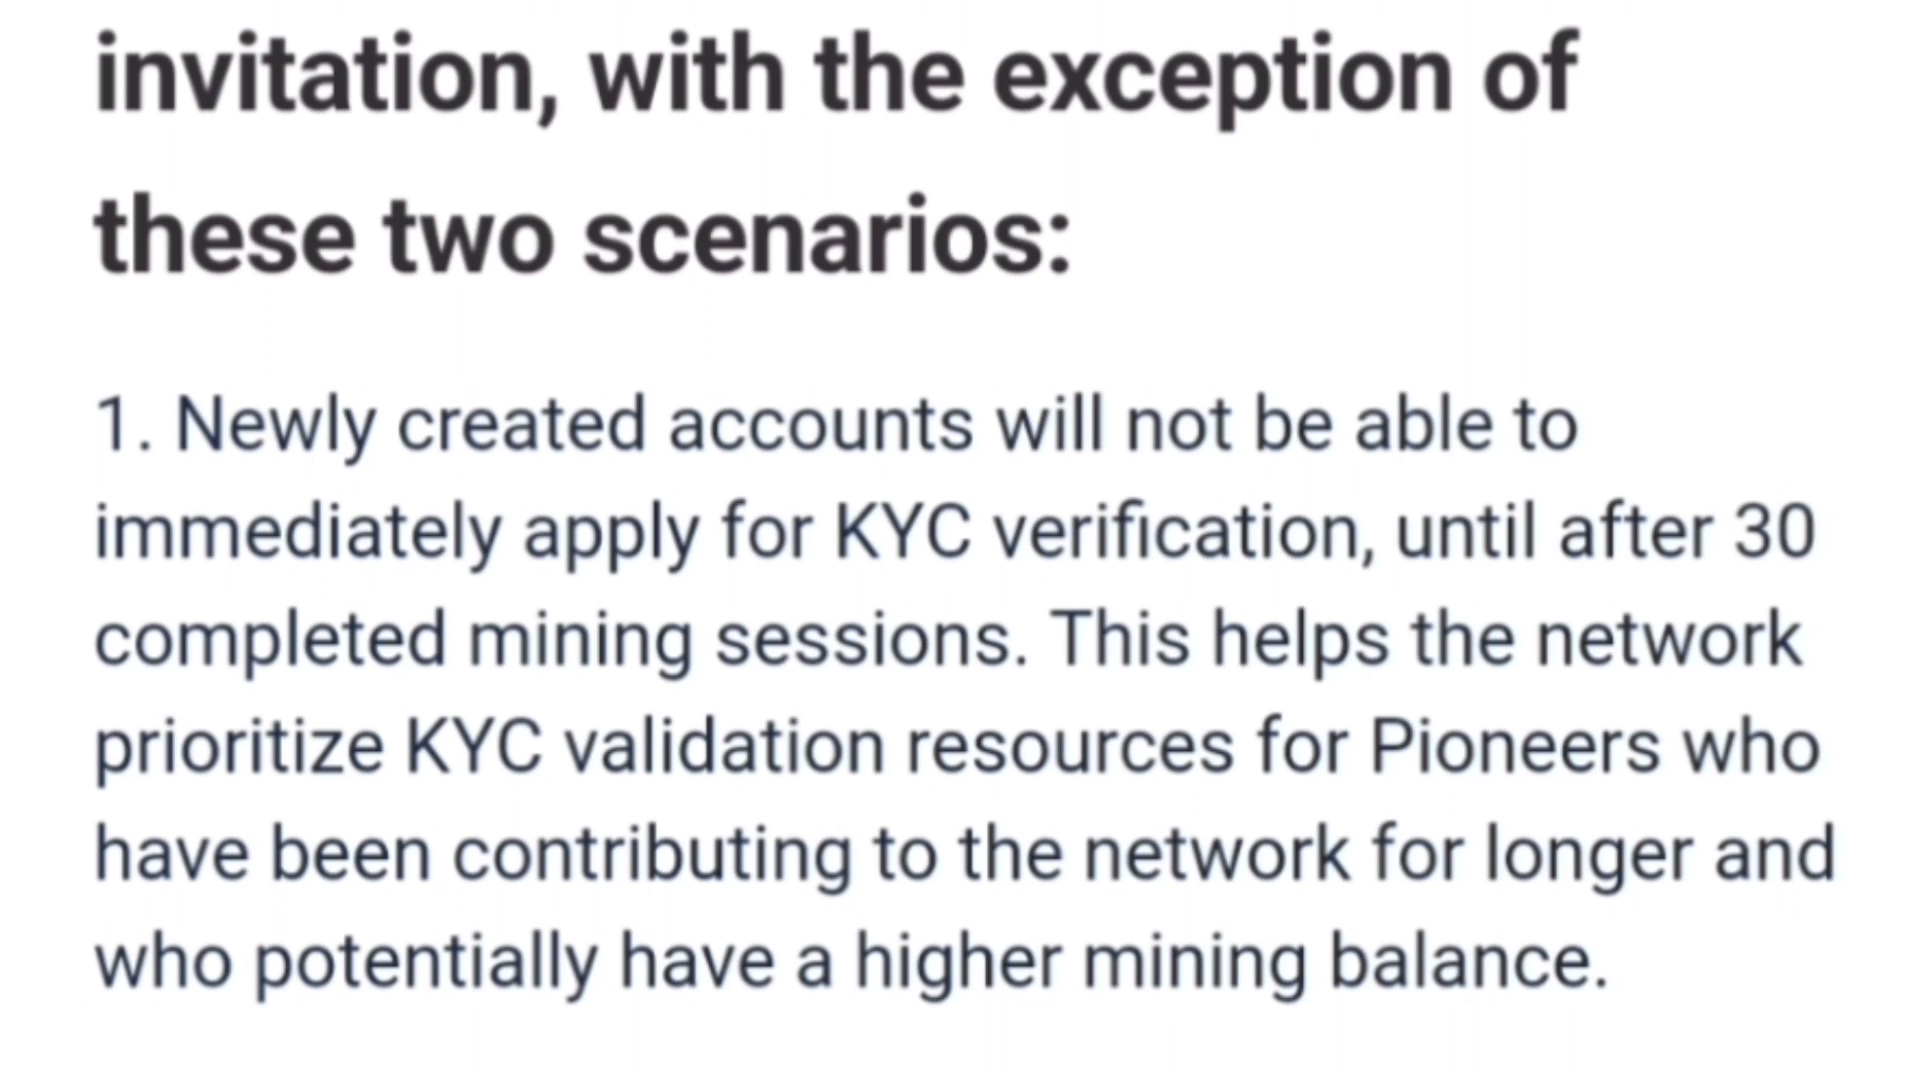 invitation, with the exception of
these two scenarios:
1. Newly created accounts will not be able to
immediately apply for KYC verification, until after 30
completed mining sessions. This helps the network
prioritize KYC validation resources for Pioneers who
have been contributing to the network for longer and
who potentially have a higher mining balance.